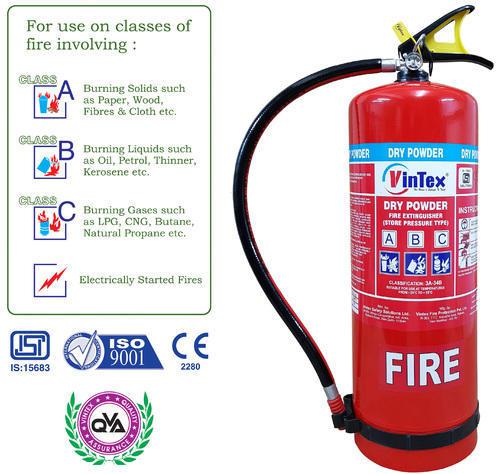 For use on classes of
fire involving :
CLASS A
Burning Solids such
as Paper, Wood,
Fibres & Cloth etc.
CLASS B
Burning Liquids such
as Oil, Petrol, Thinner,
Kerosene etc.
CLASS C
Burning Gases such
as LPG, CNG, Butane,
Natural Propane etc.
Electrically Started Fires
ISI
IS:15683
ISO
9001
CE
2280
VINTEX QUALITY
QVA
ASSURANCE
POWDER DRY POWDER DRY PO
VinTex
DRY POWDER
FIRE EXTINGUISHER
(STORE PRESSURE TYPE)
A B C
CLASSIFICATION: 3A-34B
FIRE